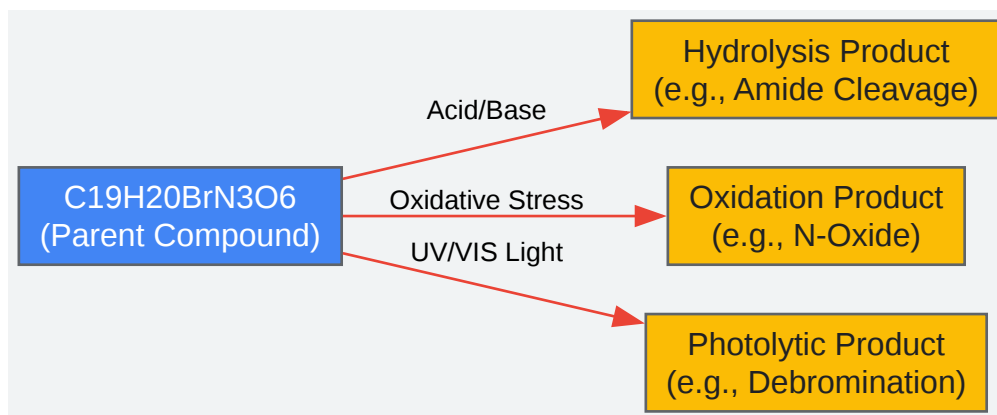 Hydrolysis Product
(e.g., Amide Cleavage)
Acid/Base
C19H20BrN3O6
(Parent Compound)
Oxidative Stress
Oxidation Product
(e.g., N-Oxide)
UV/VIS Light
Photolytic Product
(e.g., Debromination)